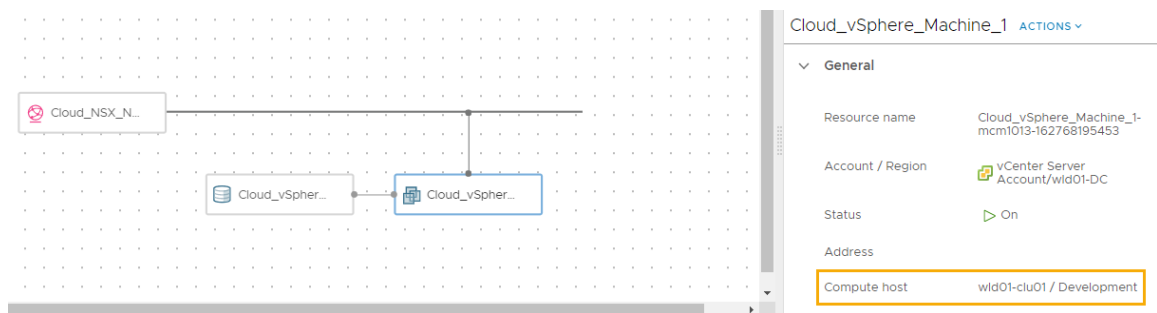 Cloud_NSX_N...
Cloud_vSpher...
Cloud_vSpher...
Cloud_vSphere_Machine_1 ACTIONS
General
Resource name
Cloud_vSphere_Machine_1-
mcm1013-162768195453
Account / Region
vCenter Server
Account/wld01-DC
Status
On
Address
Compute host
wld01-clu01 / Development